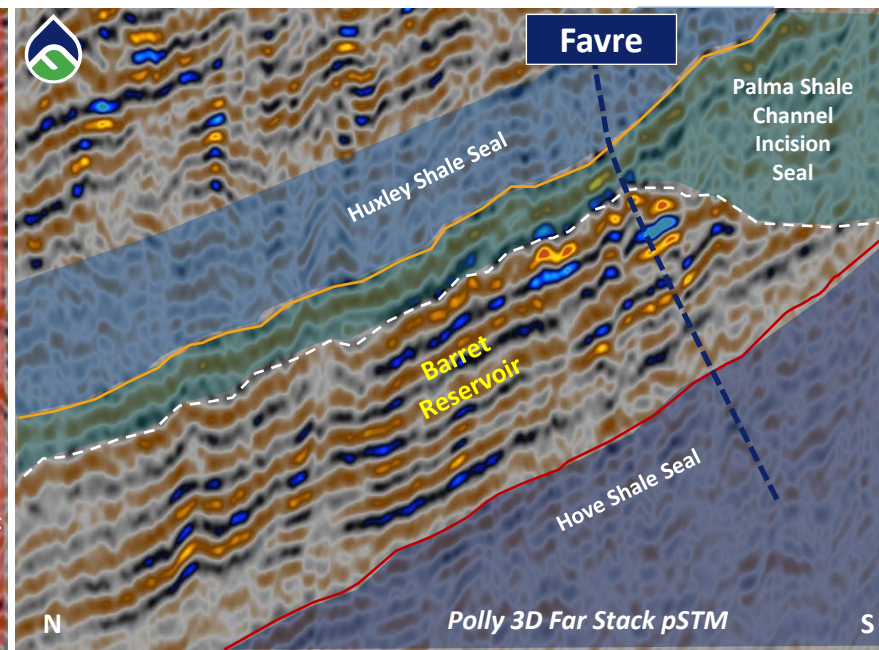 Favre
Palma Shale
Channel
Incision
Seal
Huxley Shale Seal
Barret
Reservoir
Hove Shale Seal
N
Polly 3D Far Stack pSTM
S